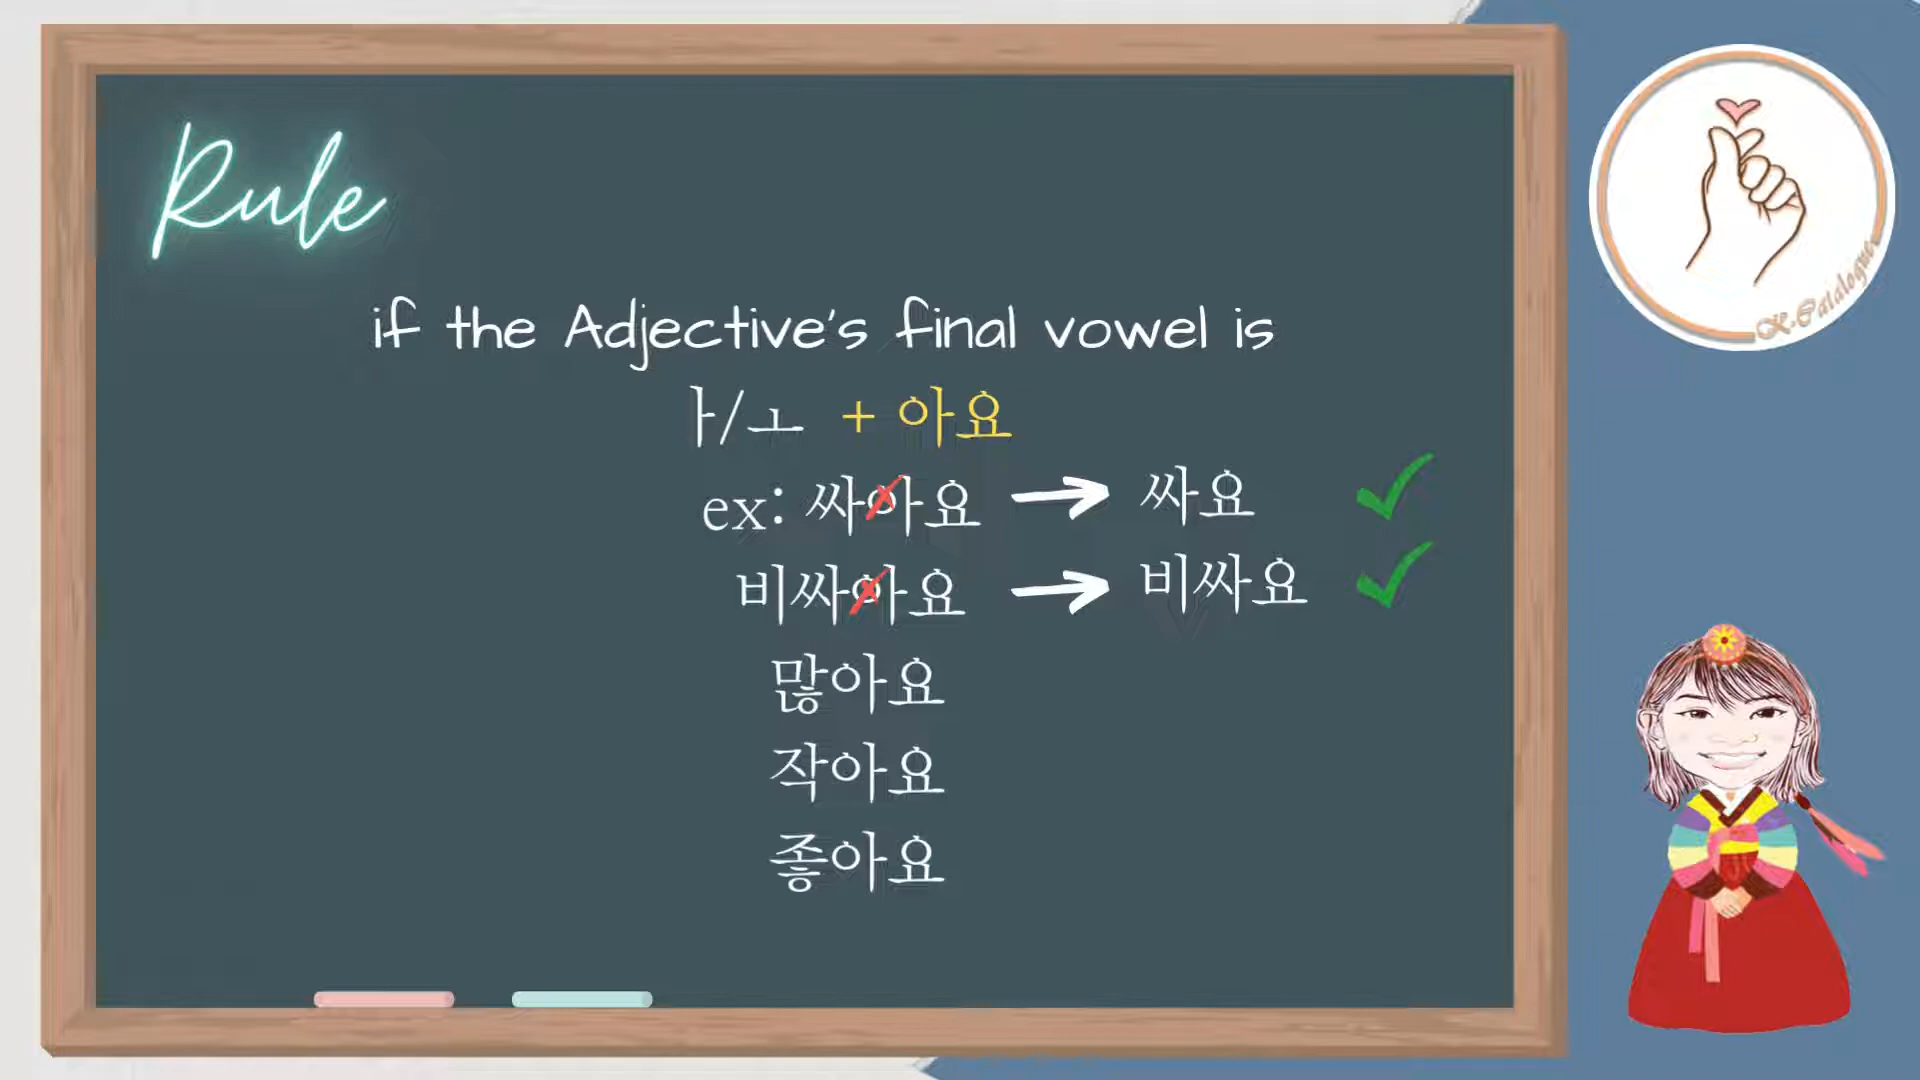 Rule
if the Adjective's final vowel is
ㅏ/ㅗ + 아요
ex: 싸아요 → 싸요 ✓
비싸아요 → 비싸요 ✓
많아요
작아요
좋아요
K.Catalogue